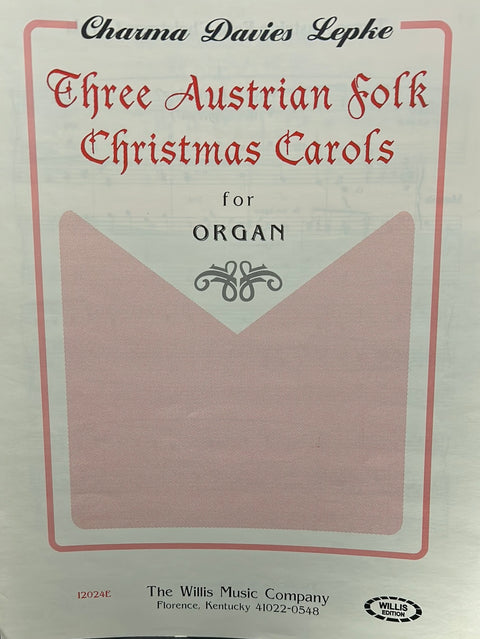 Charma Davies Lepke
Three Austrian Folk
Christmas Carols
for
ORGAN
12024E
The Willis Music Company
Florence, Kentucky 41022-0548
WILLIS
EDITION